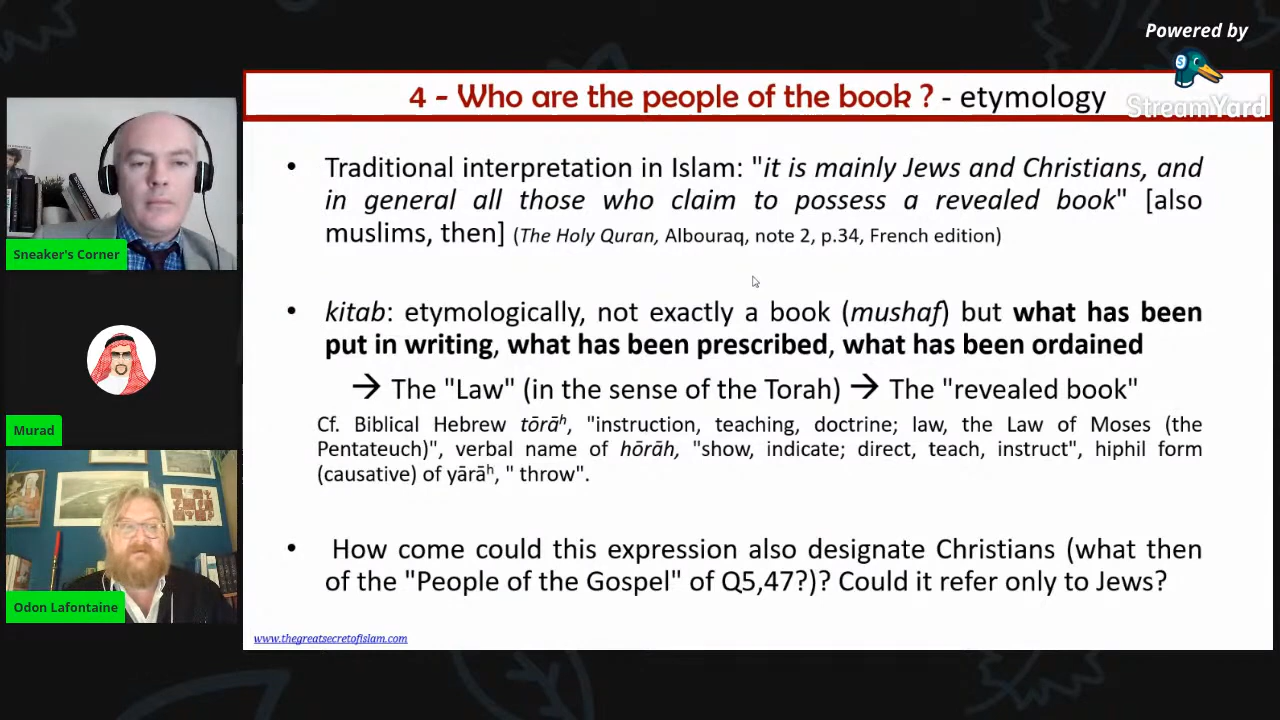 Powered by
StreamYard
4 - Who are the people of the book ? - etymology
• Traditional interpretation in Islam: "it is mainly Jews and Christians, and
in general all those who claim to possess a revealed book" [also
muslims, then] (The Holy Quran, Albouraq, note 2, p.34, French edition)
• kitab: etymologically, not exactly a book (mushaf) but what has been
put in writing, what has been prescribed, what has been ordained
→ The "Law" (in the sense of the Torah) → The "revealed book"
Cf. Biblical Hebrew tōrāʰ, "instruction, teaching, doctrine; law, the Law of Moses (the
Pentateuch)", verbal name of hōrāh, "show, indicate; direct, teach, instruct", hiphil form
(causative) of yārāʰ, " throw".
• How come could this expression also designate Christians (what then
of the "People of the Gospel" of Q5,47?)? Could it refer only to Jews?
www.thegreatsecretofislam.com
Sneaker's Corner
Murad
Odon Lafontaine